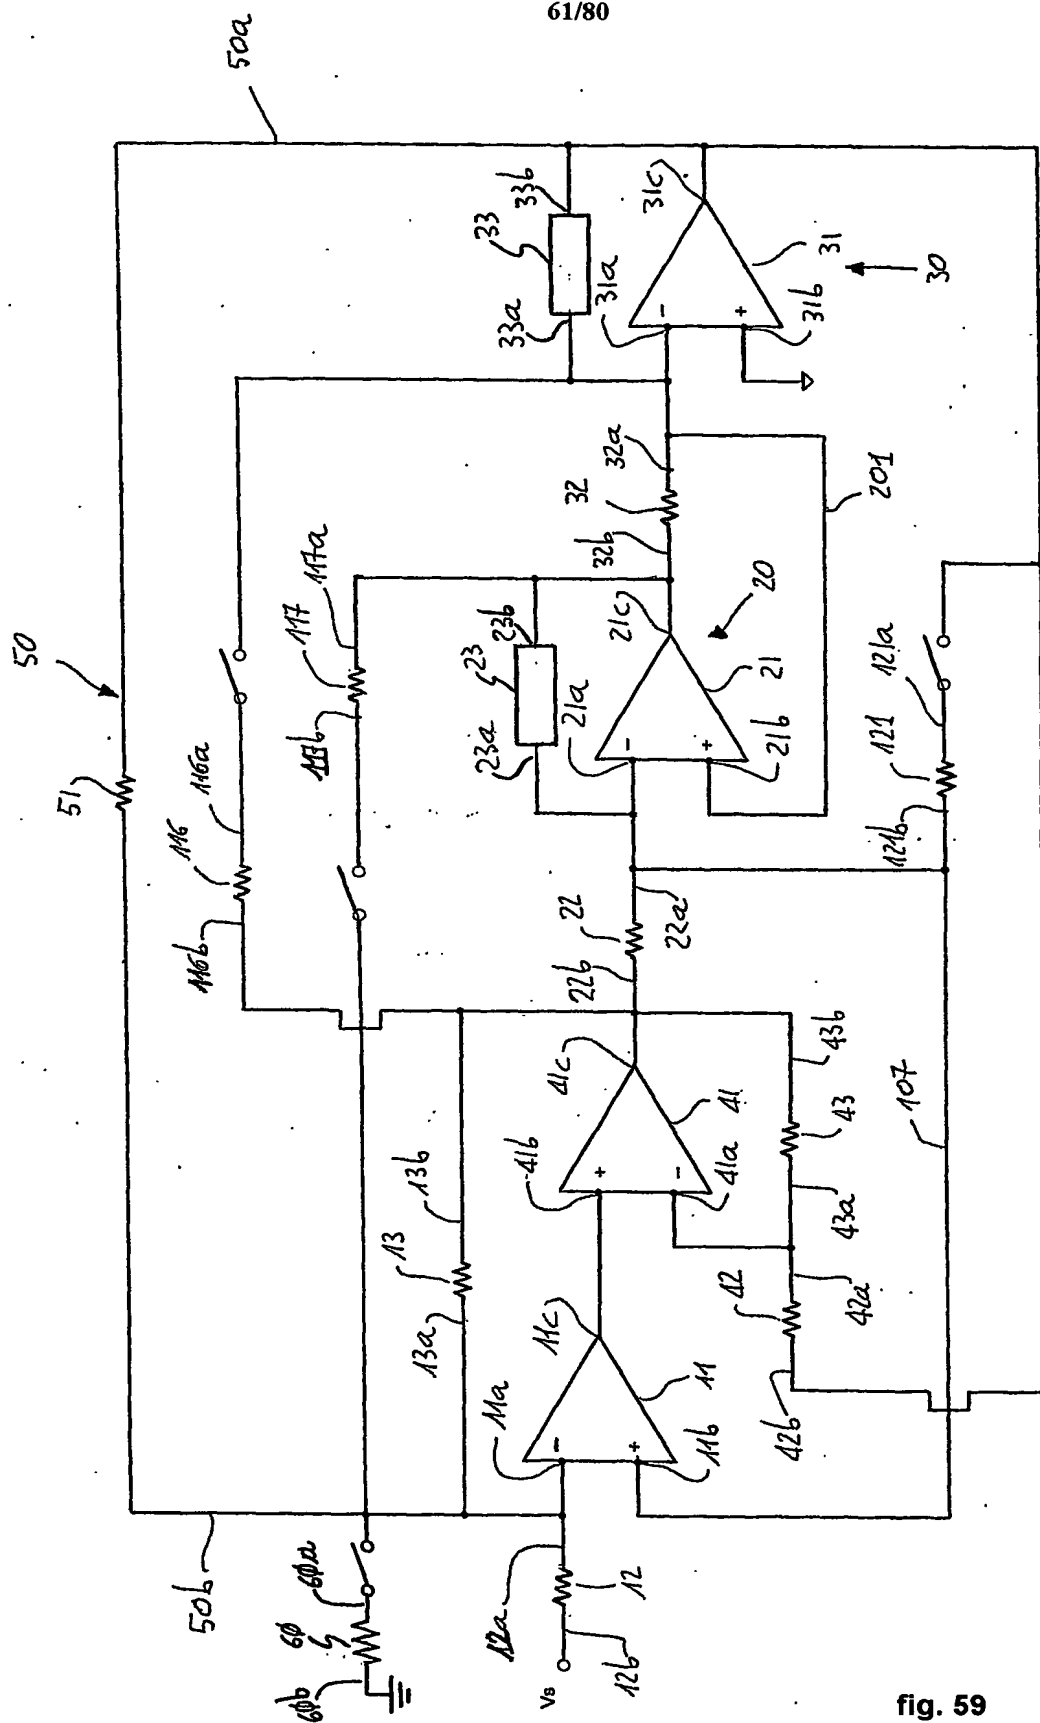 61/80
50a
50
51
116
116a
116b
117
117a
117b
33b
33
33a
31a
31c
31
30
31b
-
+
32a
32
32b
201
23b
23
23a
21c
20
21a
21
21b
-
+
121a
121
121b
22
22a
22b
41c
41b
41
41a
+
-
43b
43
43a
107
13b
13
13a
42
42a
42b
11c
11a
11
11b
-
+
50b
60a
60
60b
12a
12
12b
Vs
fig. 59